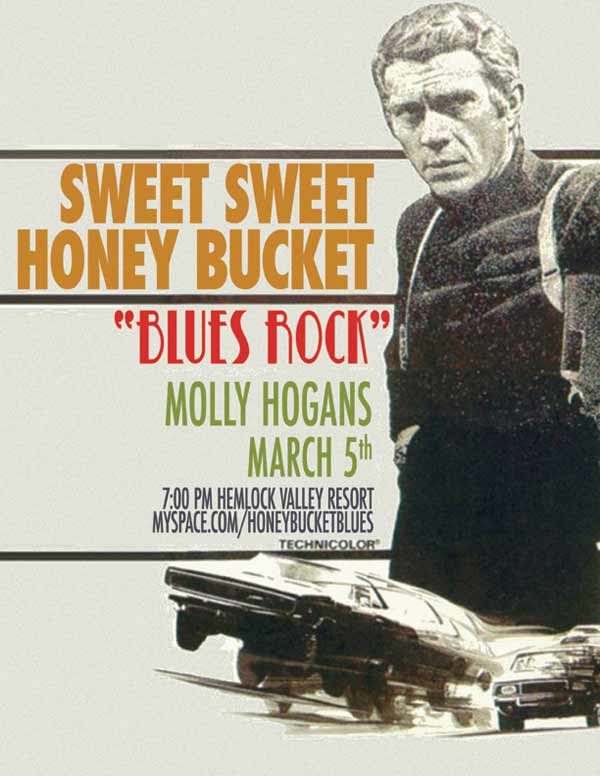 SWEET SWEET
HONEY BUCKET
“BLUES ROCK”
MOLLY HOGANS
MARCH 5th
7:00 PM HEMLOCK VALLEY RESORT
MYSPACE.COM/HONEYBUCKETBLUES
TECHNICOLOR®